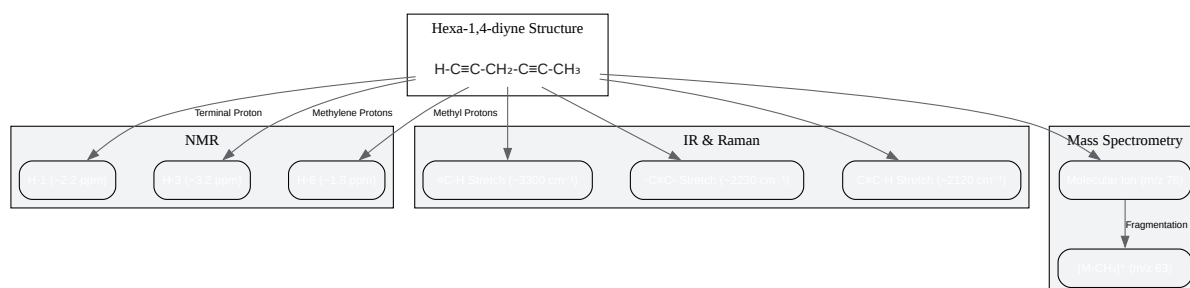 Hexa-1,4-diyne Structure
H-C≡C-CH₂-C≡C-CH₃
Terminal Proton
Methylene Protons
Methyl Protons
NMR
IR & Raman
Mass Spectrometry
H-1 (~2.2 ppm)
H-3 (~3.2 ppm)
H-6 (~1.8 ppm)
≡C-H Stretch (~3300 cm⁻¹)
-C≡C- Stretch (~2230 cm⁻¹)
C≡C-H Stretch (~2120 cm⁻¹)
Molecular Ion (m/z 78)
Fragmentation
[M-CH₃]⁺ (m/z 63)